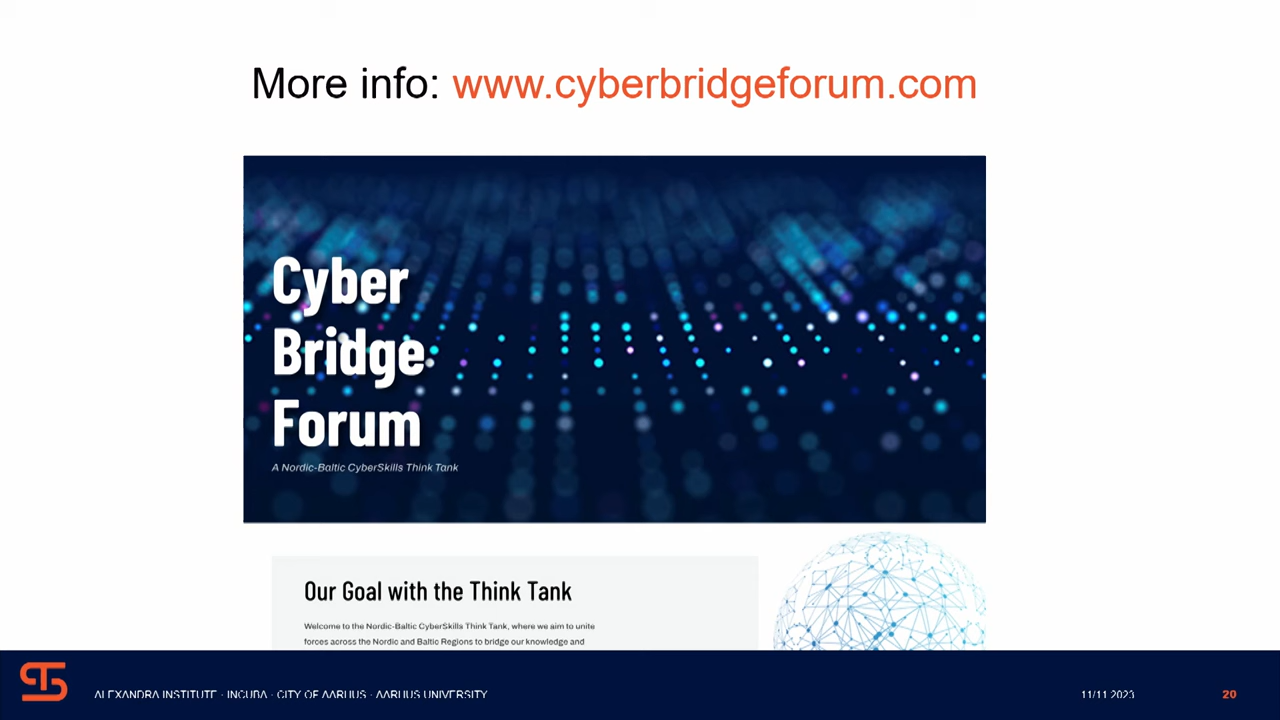 More info: www.cyberbridgeforum.com
Cyber
Bridge
Forum
A Nordic-Baltic CyberSkills Think Tank
Our Goal with the Think Tank
Welcome to the Nordic-Baltic CyberSkills Think Tank, where we aim to unite
forces across the Nordic and Baltic Regions to bridge our knowledge and
ALEXANDRA INSTITUTE · INCUBA · CITY OF AARHUS · AARHUS UNIVERSITY
11/11 2023
20